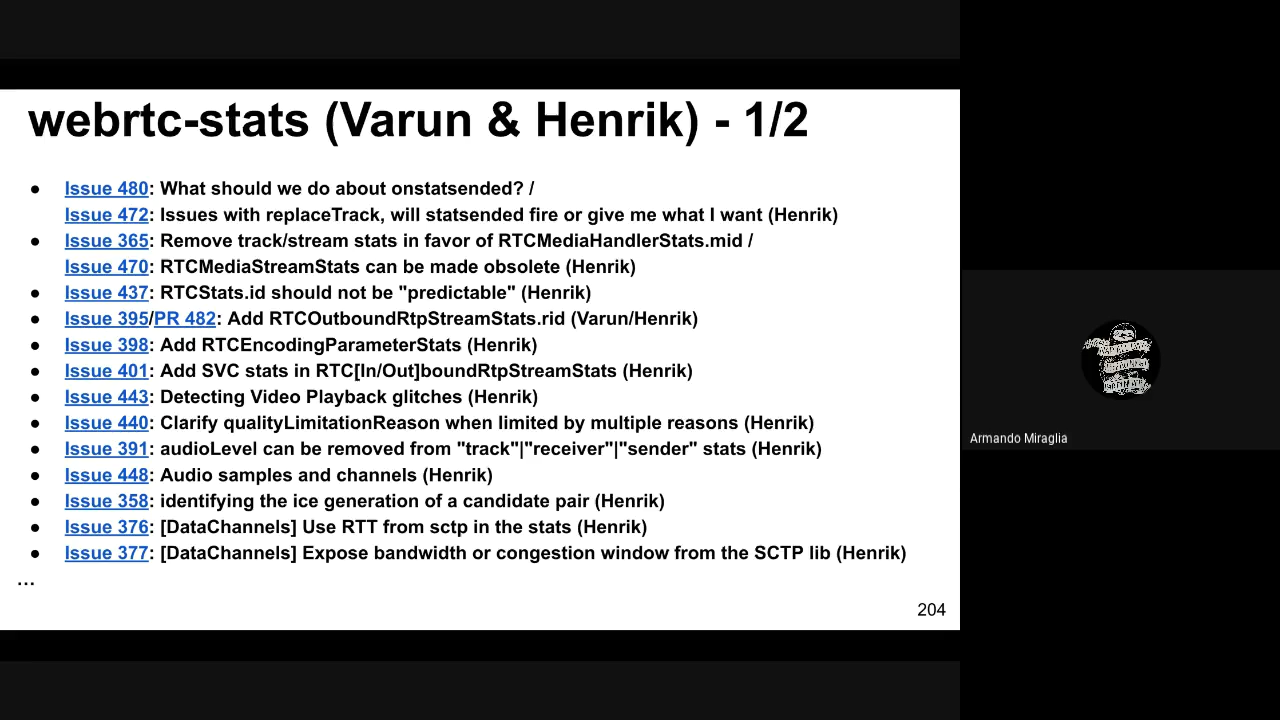 webrtc-stats (Varun & Henrik) - 1/2
● Issue 480: What should we do about onstatsended? /
Issue 472: Issues with replaceTrack, will statsended fire or give me what I want (Henrik)
● Issue 365: Remove track/stream stats in favor of RTCMediaHandlerStats.mid /
Issue 470: RTCMediaStreamStats can be made obsolete (Henrik)
● Issue 437: RTCStats.id should not be "predictable" (Henrik)
● Issue 395/PR 482: Add RTCOutboundRtpStreamStats.rid (Varun/Henrik)
● Issue 398: Add RTCEncodingParameterStats (Henrik)
● Issue 401: Add SVC stats in RTC[In/Out]boundRtpStreamStats (Henrik)
● Issue 443: Detecting Video Playback glitches (Henrik)
● Issue 440: Clarify qualityLimitationReason when limited by multiple reasons (Henrik)
● Issue 391: audioLevel can be removed from "track"|"receiver"|"sender" stats (Henrik)
● Issue 448: Audio samples and channels (Henrik)
● Issue 358: identifying the ice generation of a candidate pair (Henrik)
● Issue 376: [DataChannels] Use RTT from sctp in the stats (Henrik)
● Issue 377: [DataChannels] Expose bandwidth or congestion window from the SCTP lib (Henrik)
...
204
Armando Miraglia